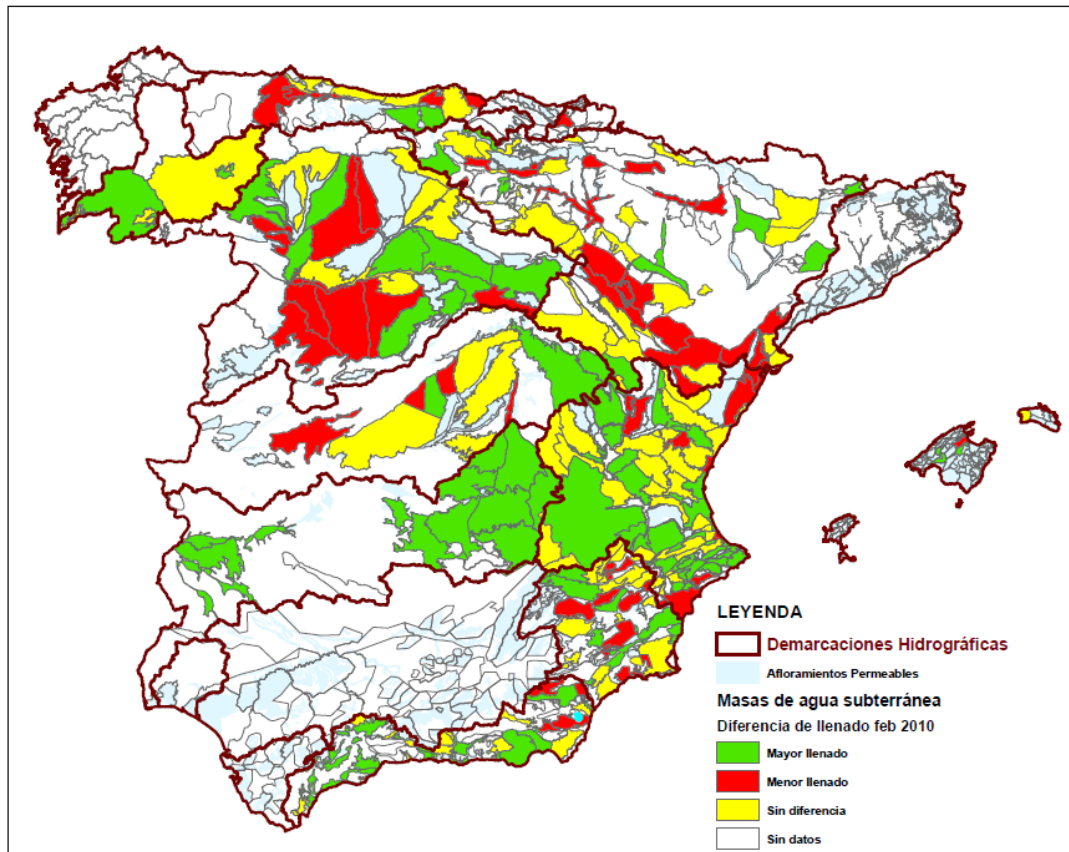 LEYENDA
Demarcaciones Hidrográficas
Afloramientos Permeables
Masas de agua subterránea
Diferencia de llenado feb 2010
Mayor llenado
Menor llenado
Sin diferencia
Sin datos